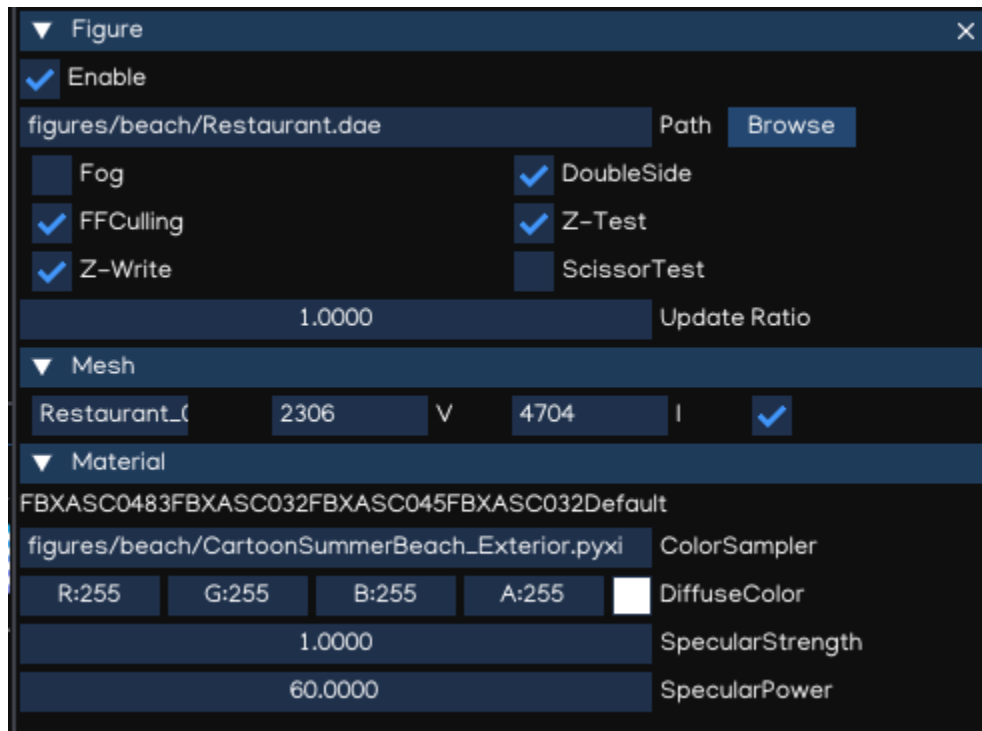 Figure
Enable
figures/beach/Restaurant.dae Path Browse
Fog DoubleSide
FFCulling Z-Test
Z-Write ScissorTest
1.0000 Update Ratio
Mesh
Restaurant_ 2306 V 4704 I
Material
FBXASC0483FBXASC032FBXASC045FBXASC032Default
figures/beach/CartoonSummerBeach_Exterior.pyxi ColorSampler
R:255 G:255 B:255 A:255 DiffuseColor
1.0000 SpecularStrength
60.0000 SpecularPower